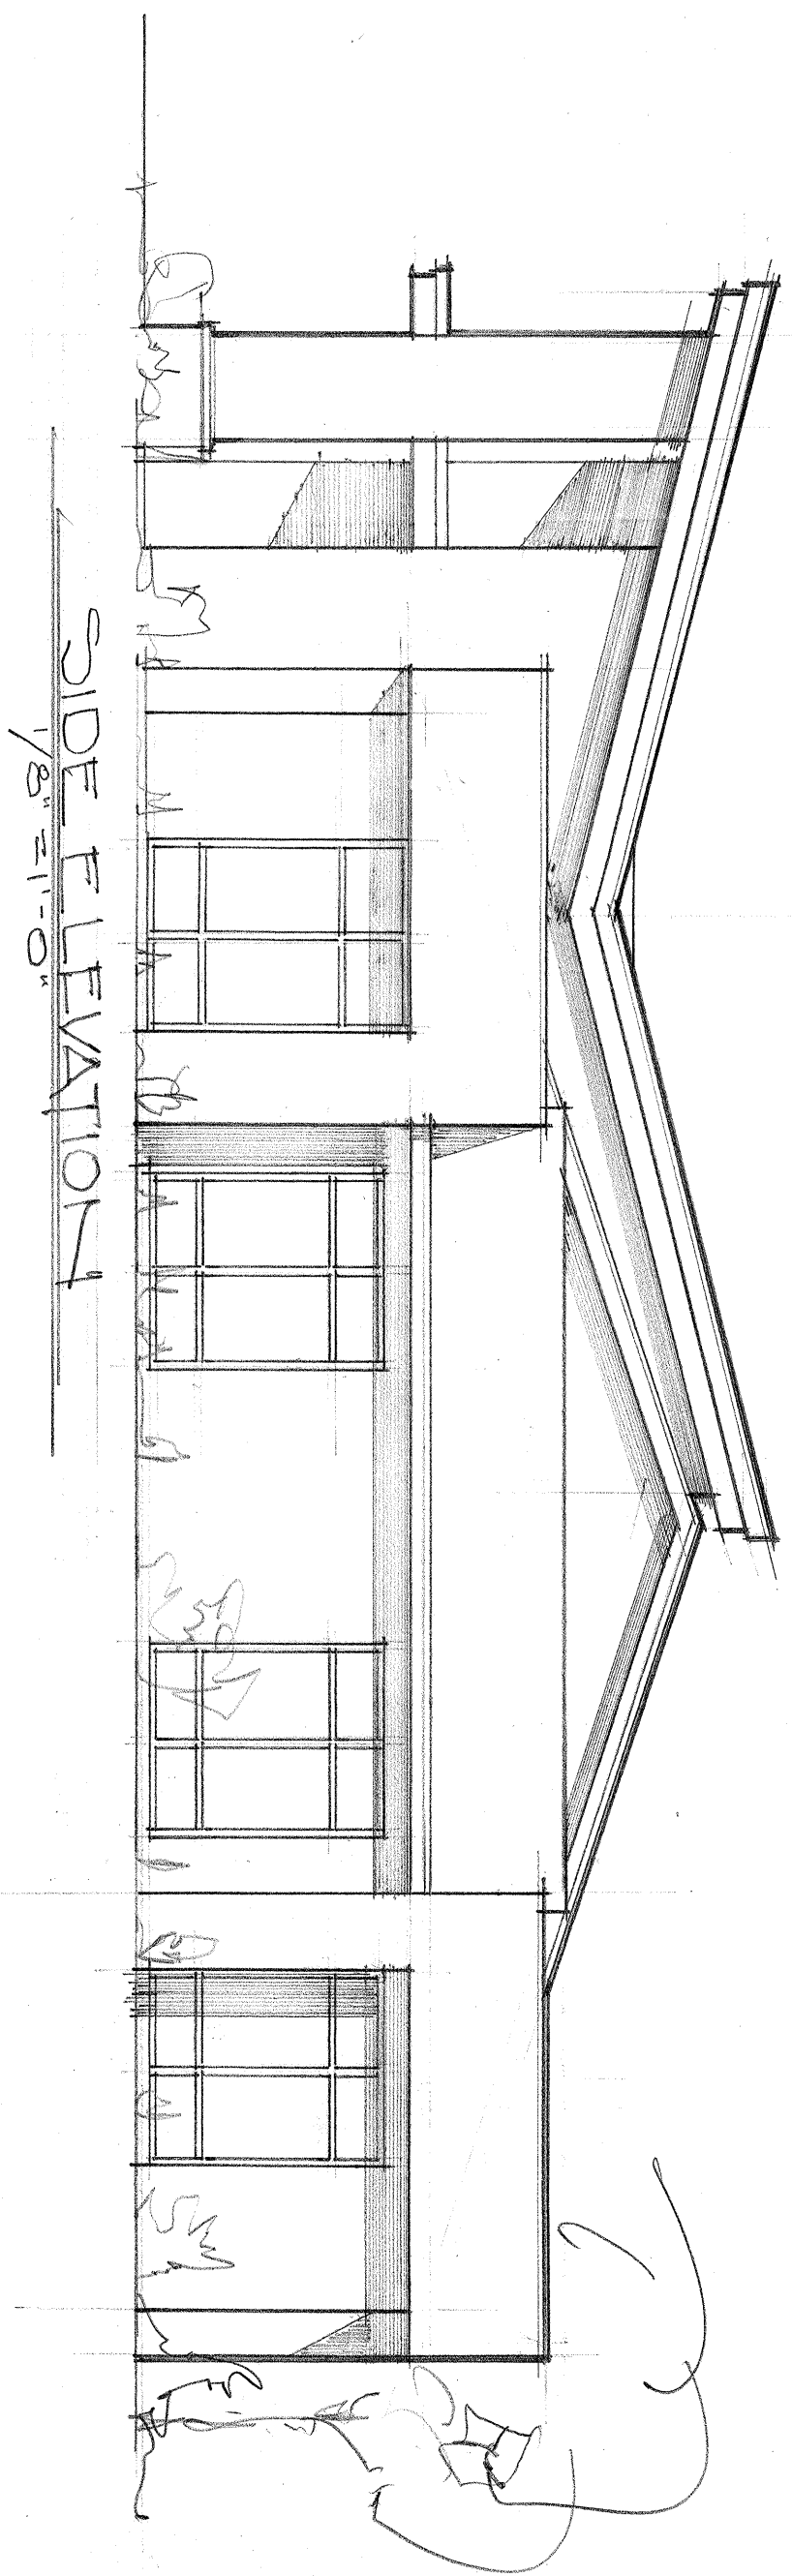 SIDE ELEVATION
1/8" = 1'-0"